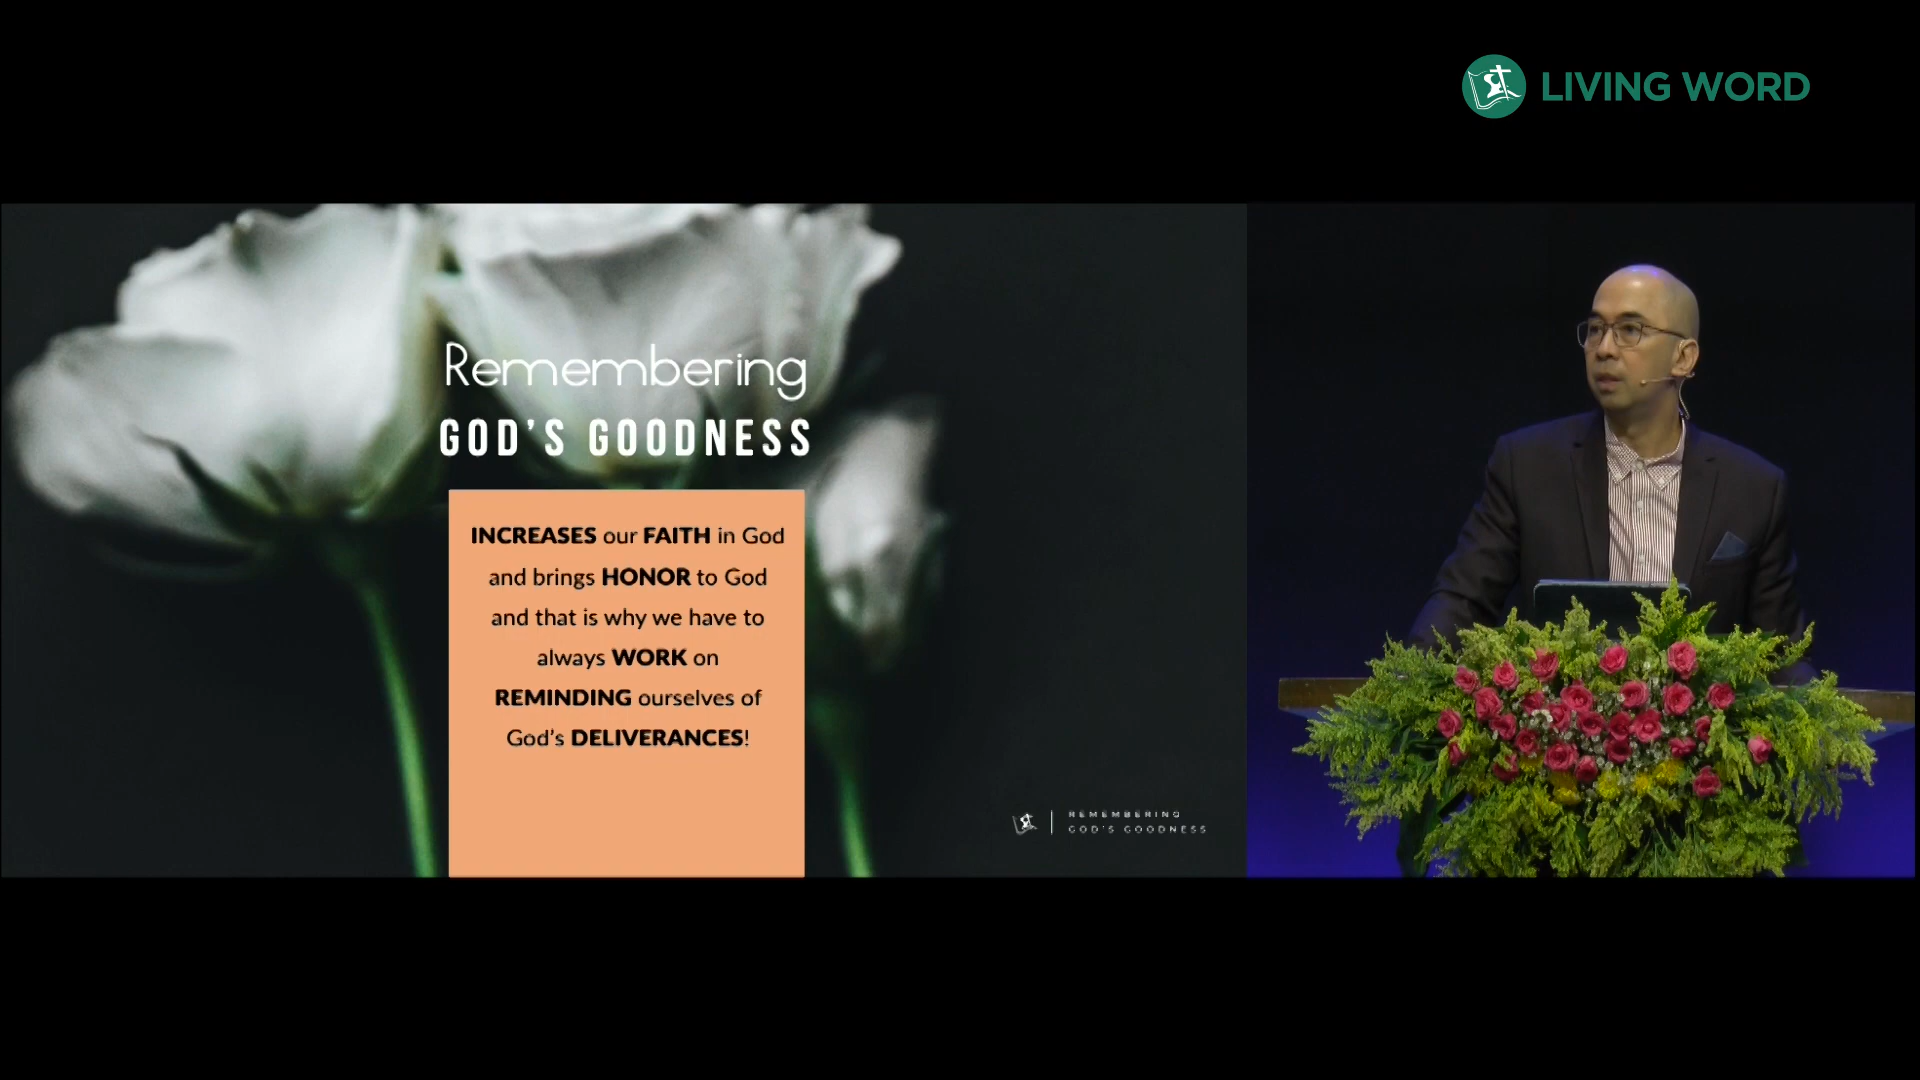 LIVING WORD
Remembering
GOD'S GOODNESS
INCREASES our FAITH in God
and brings HONOR to God
and that is why we have to
always WORK on
REMINDING ourselves of
God's DELIVERANCES!
REMEMBERING
GOD'S GOODNESS